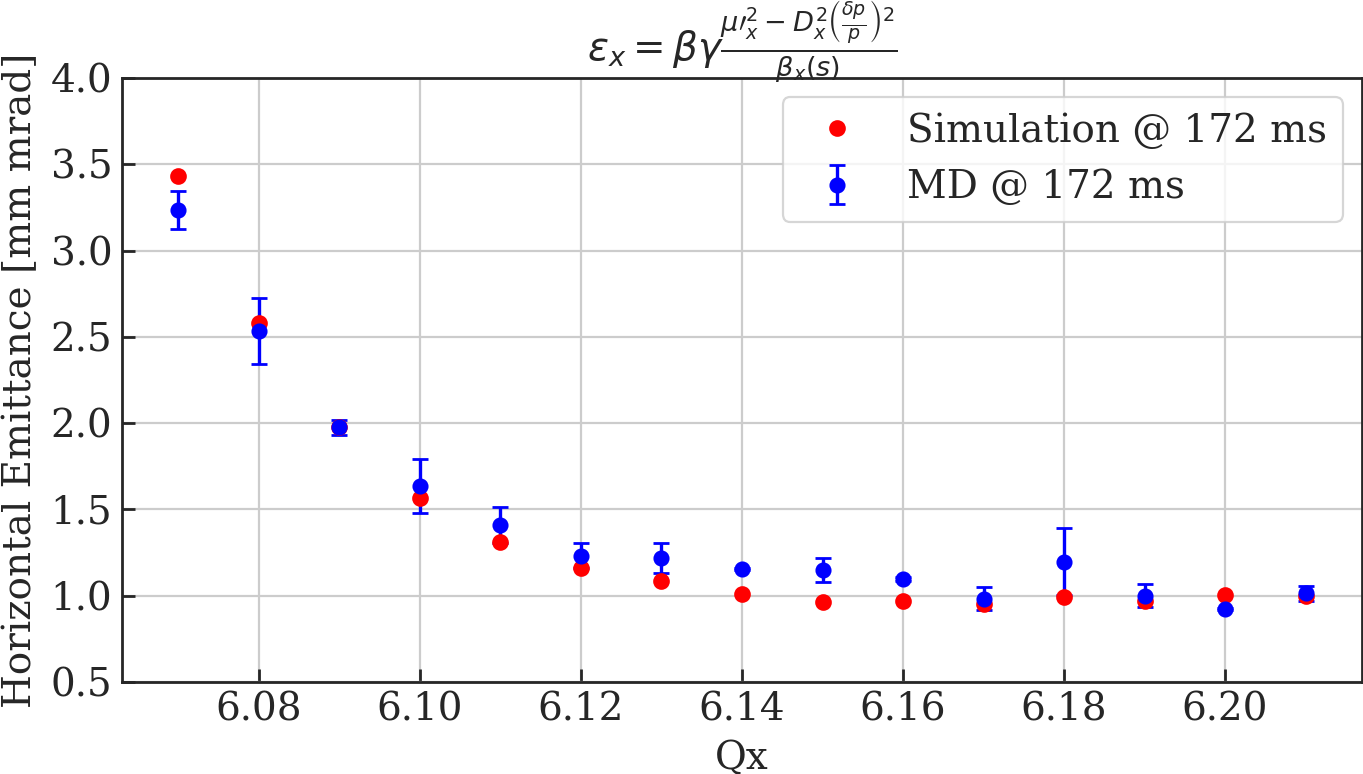 εₓ = βγ (μ′ₓ² − Dₓ² (δp/p)²) / βₓ(s)
Horizontal Emittance [mm mrad]
4.0
3.5
3.0
2.5
2.0
1.5
1.0
0.5
Simulation @ 172 ms
MD @ 172 ms
6.08 6.10 6.12 6.14 6.16 6.18 6.20
Qx